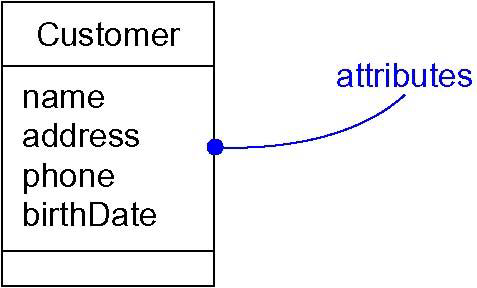 Customer
attributes
name
address
phone
birthDate